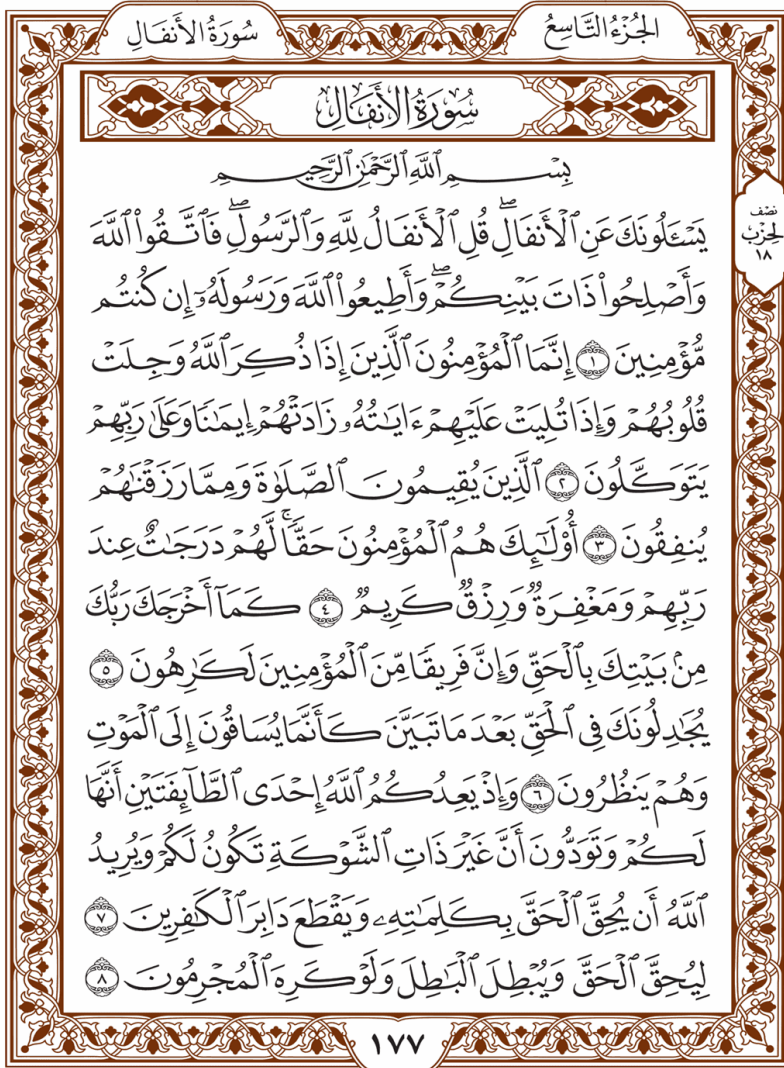 الجُزْءُ التَّاسِعُ
سُورَةُ الأَنفَالِ
سُورَةُ الأَنفَالِ
بِسْمِ ٱللَّهِ ٱلرَّحْمَٰنِ ٱلرَّحِيمِ
يَسْـَٔلُونَكَ عَنِ ٱلْأَنفَالِۖ قُلِ ٱلْأَنفَالُ لِلَّهِ وَٱلرَّسُولِۖ فَٱتَّقُوا۟ ٱللَّهَ
نِصْف الحِزْب ١٨
وَأَصْلِحُوا۟ ذَاتَ بَيْنِكُمْۖ وَأَطِيعُوا۟ ٱللَّهَ وَرَسُولَهُۥٓ إِن كُنتُم
مُّؤْمِنِينَ ١ إِنَّمَا ٱلْمُؤْمِنُونَ ٱلَّذِينَ إِذَا ذُكِرَ ٱللَّهُ وَجِلَتْ
قُلُوبُهُمْ وَإِذَا تُلِيَتْ عَلَيْهِمْ ءَايَٰتُهُۥ زَادَتْهُمْ إِيمَٰنًا وَعَلَىٰ رَبِّهِمْ
يَتَوَكَّلُونَ ٢ ٱلَّذِينَ يُقِيمُونَ ٱلصَّلَوٰةَ وَمِمَّا رَزَقْنَٰهُمْ
يُنفِقُونَ ٣ أُو۟لَٰٓئِكَ هُمُ ٱلْمُؤْمِنُونَ حَقًّاۚ لَّهُمْ دَرَجَٰتٌ عِندَ
رَبِّهِمْ وَمَغْفِرَةٌ وَرِزْقٌ كَرِيمٌ ٤ كَمَآ أَخْرَجَكَ رَبُّكَ
مِنۢ بَيْتِكَ بِٱلْحَقِّ وَإِنَّ فَرِيقًا مِّنَ ٱلْمُؤْمِنِينَ لَكَٰرِهُونَ ٥
يُجَٰدِلُونَكَ فِى ٱلْحَقِّ بَعْدَ مَا تَبَيَّنَ كَأَنَّمَا يُسَاقُونَ إِلَى ٱلْمَوْتِ
وَهُمْ يَنظُرُونَ ٦ وَإِذْ يَعِدُكُمُ ٱللَّهُ إِحْدَى ٱلطَّآئِفَتَيْنِ أَنَّهَا
لَكُمْ وَتَوَدُّونَ أَنَّ غَيْرَ ذَاتِ ٱلشَّوْكَةِ تَكُونُ لَكُمْ وَيُرِيدُ
ٱللَّهُ أَن يُحِقَّ ٱلْحَقَّ بِكَلِمَٰتِهِۦ وَيَقْطَعَ دَابِرَ ٱلْكَٰفِرِينَ ٧
لِيُحِقَّ ٱلْحَقَّ وَيُبْطِلَ ٱلْبَٰطِلَ وَلَوْ كَرِهَ ٱلْمُجْرِمُونَ ٨
١٧٧